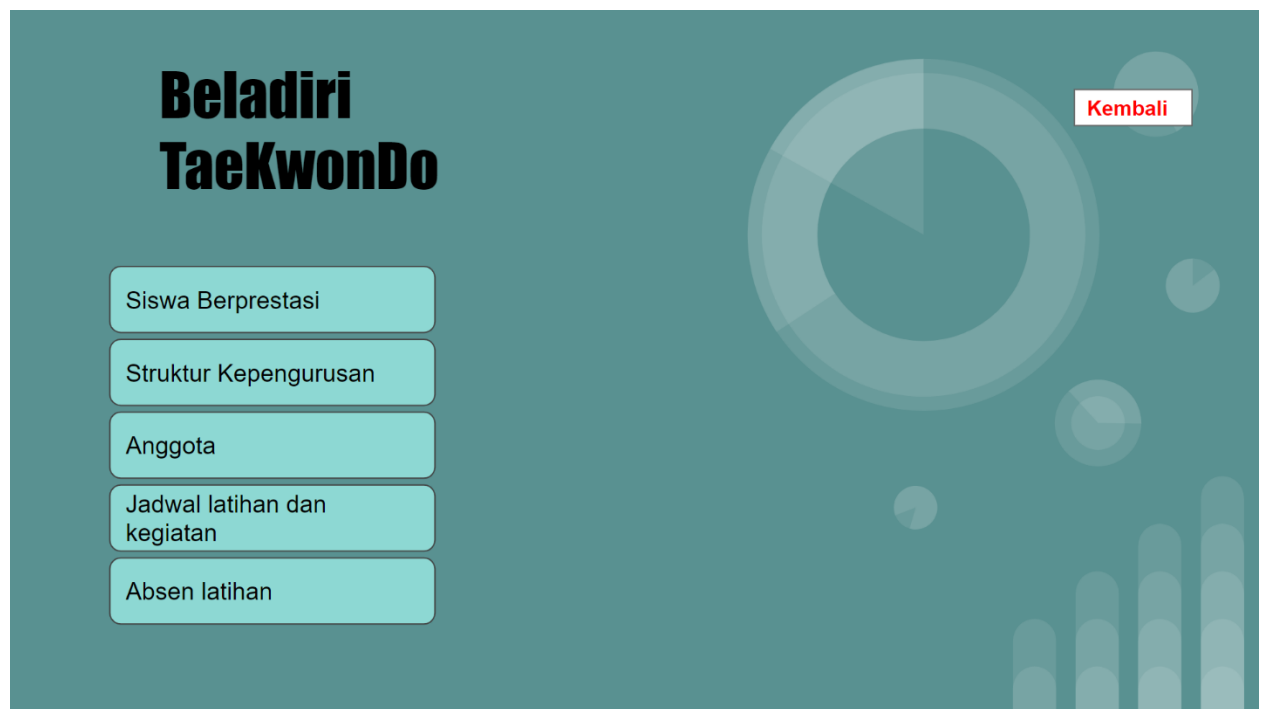 Beladiri
TaeKwonDo
Kembali
Siswa Berprestasi
Struktur Kepengurusan
Anggota
Jadwal latihan dan
kegiatan
Absen latihan